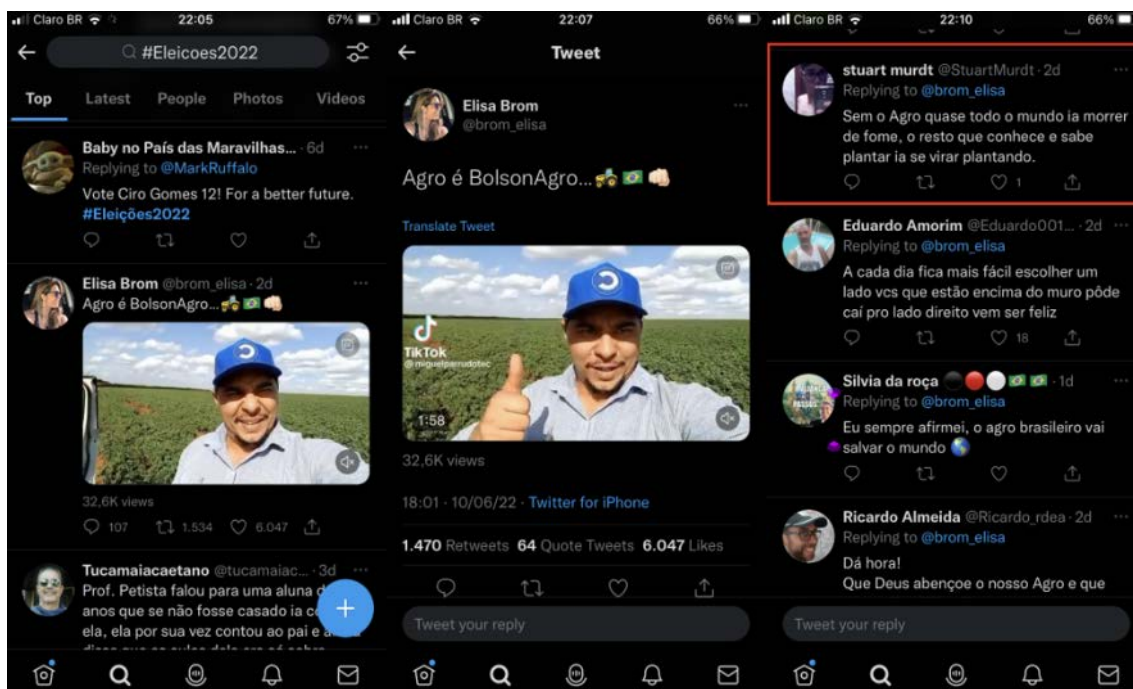 Claro BR
22:05
67%
#Eleicoes2022
Top Latest People Photos Videos
Baby no País das Maravilhas... · 6d
Replying to @MarkRuffalo
Vote Ciro Gomes 12! For a better future.
#Eleições2022
Elisa Brom @brom_elisa · 2d
Agro é BolsonAgro...🚜🇧🇷👊🏻
32,6K views
107 1.534 6.047
Tucamaiacaetano @tucamaiac... · 3d
Prof. Petista falou para uma aluna
anos que se não fosse casado ia
ela, ela por sua vez contou ao pai e
Claro BR
22:07
66%
Tweet
Elisa Brom
@brom_elisa
Agro é BolsonAgro...🚜🇧🇷👊🏻
Translate Tweet
TikTok
@miguelparrudotec
1:58
32,6K views
18:01 · 10/06/22 · Twitter for iPhone
1.470 Retweets 64 Quote Tweets 6.047 Likes
Tweet your reply
Claro BR
22:10
66%
stuart murdt @StuartMurdt · 2d
Replying to @brom_elisa
Sem o Agro quase todo o mundo ia morrer
de fome, o resto que conhece e sabe
plantar ia se virar plantando.
1
Eduardo Amorim @Eduardo001... · 2d
Replying to @brom_elisa
A cada dia fica mais fácil escolher um
lado vcs que estão encima do muro pôde
caí pro lado direito vem ser feliz
18
Silvia da roça ⚫🔴⚪🇧🇷🇧🇷 · 1d
Replying to @brom_elisa
Eu sempre afirmei, o agro brasileiro vai
salvar o mundo 🌎
Ricardo Almeida @Ricardo_rdea · 2d
Replying to @brom_elisa
Dá hora!
Que Deus abençoe o nosso Agro e que
Tweet your reply